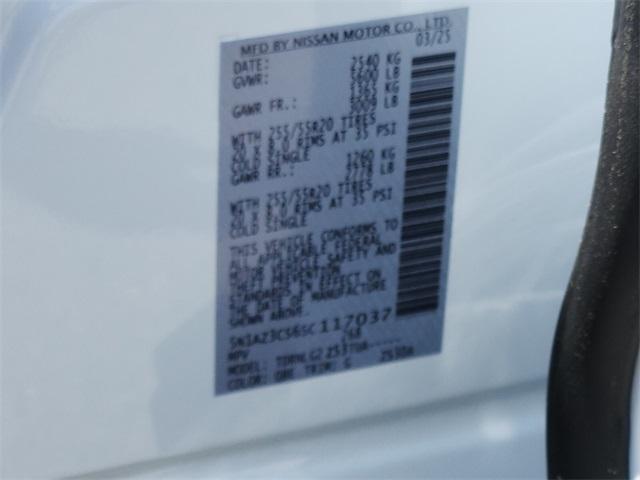 MFD BY NISSAN MOTOR CO., LTD.
DATE: 03/25
GVWR: 2540 KG
5600 LB
GAWR FR.: 1365 KG
3009 LB
WITH 255/55R20 TIRES
20 X 8.0 RIMS AT 35 PSI
COLD SINGLE
GAWR RR.: 1260 KG
2778 LB
WITH 255/55R20 TIRES
20 X 8.0 RIMS AT 35 PSI
COLD SINGLE
THIS VEHICLE CONFORMS TO
ALL APPLICABLE FEDERAL
MOTOR VEHICLE SAFETY AND
THEFT PREVENTION
STANDARDS IN EFFECT ON
THE DATE OF MANUFACTURE
SHOWN ABOVE.
117037
MPV
MODEL:
COLOR: TRIM: G